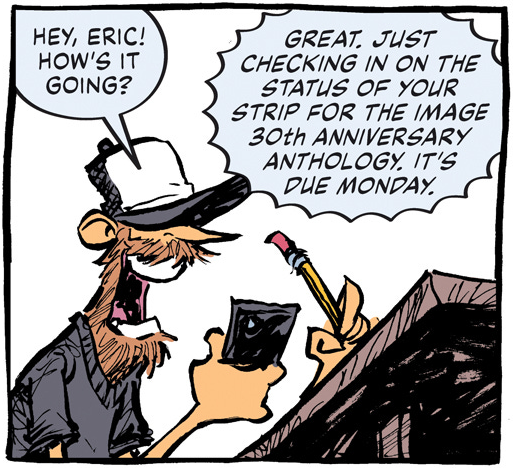 HEY, ERIC!
HOW'S IT
GOING?
GREAT. JUST
CHECKING IN ON THE
STATUS OF YOUR
STRIP FOR THE IMAGE
30th ANNIVERSARY
ANTHOLOGY. IT'S
DUE MONDAY.